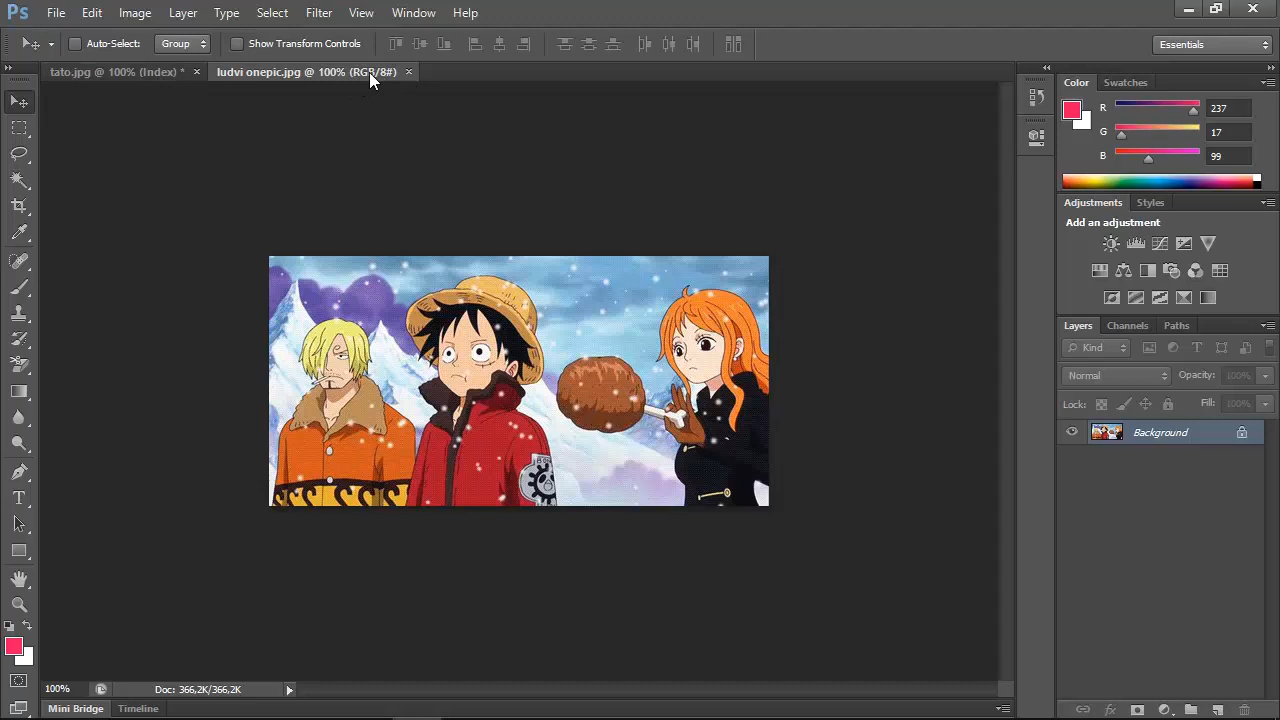 Ps File Edit Image Layer Type Select Filter View Window Help
Auto-Select: Group Show Transform Controls Essentials
tato.jpg @ 100% (Index) * × ludvi onepic.jpg @ 100% (RGB/8#) ×
Color Swatches
R 237
G 17
B 99
Adjustments Styles
Add an adjustment
Layers Channels Paths
Kind
Normal Opacity: 100%
Lock: Fill: 100%
Background
100% Doc: 366,2K/366,2K
Mini Bridge Timeline